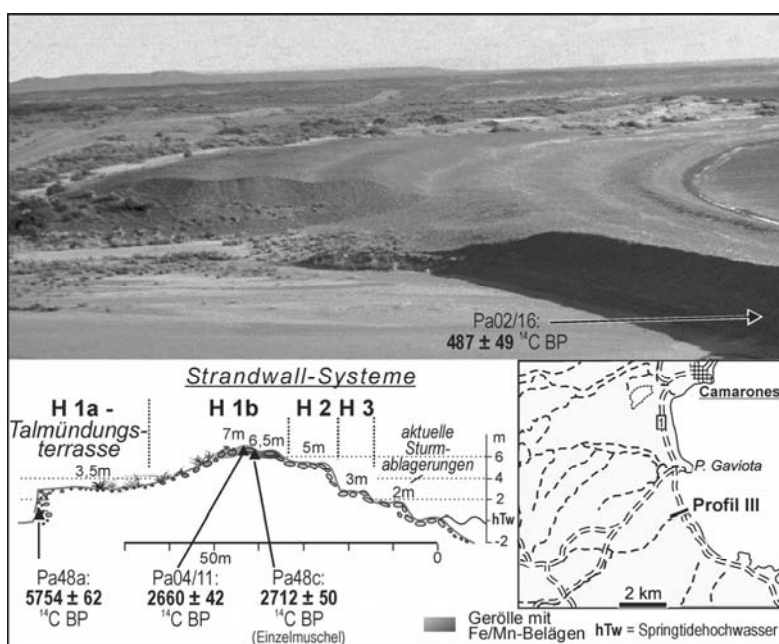 Pa02/16:
487 ± 49 ¹⁴C BP
Strandwall-Systeme
H 1a -
Talmündungs-
terrasse
H 1b
H 2
H 3
7m
6,5m
5m
3,5m
3m
2m
aktuelle
Sturm-
ablagerungen
m
6
4
2
hTw
-2
50m
0
Pa48a:
5754 ± 62
¹⁴C BP
Pa04/11:
2660 ± 42
¹⁴C BP
Pa48c:
2712 ± 50
¹⁴C BP
(Einzelmuschel)
Camarones
P. Gaviota
Profil III
2 km
Gerölle mit
Fe/Mn-Belägen
hTw = Springtidehochwasser